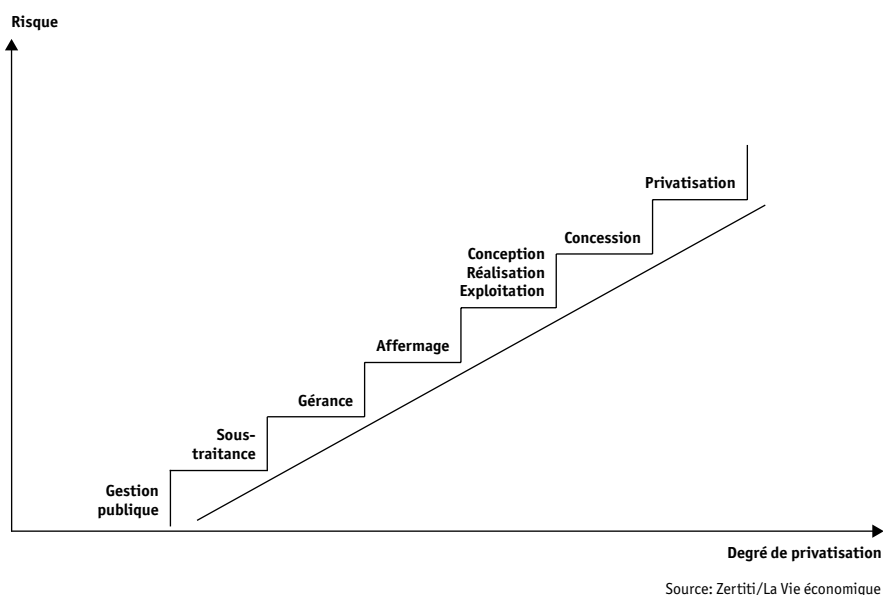 Risque
Privatisation
Concession
Conception
Réalisation
Exploitation
Affermage
Gérance
Sous-
traitance
Gestion
publique
Degré de privatisation
Source: Zertiti/La Vie économique